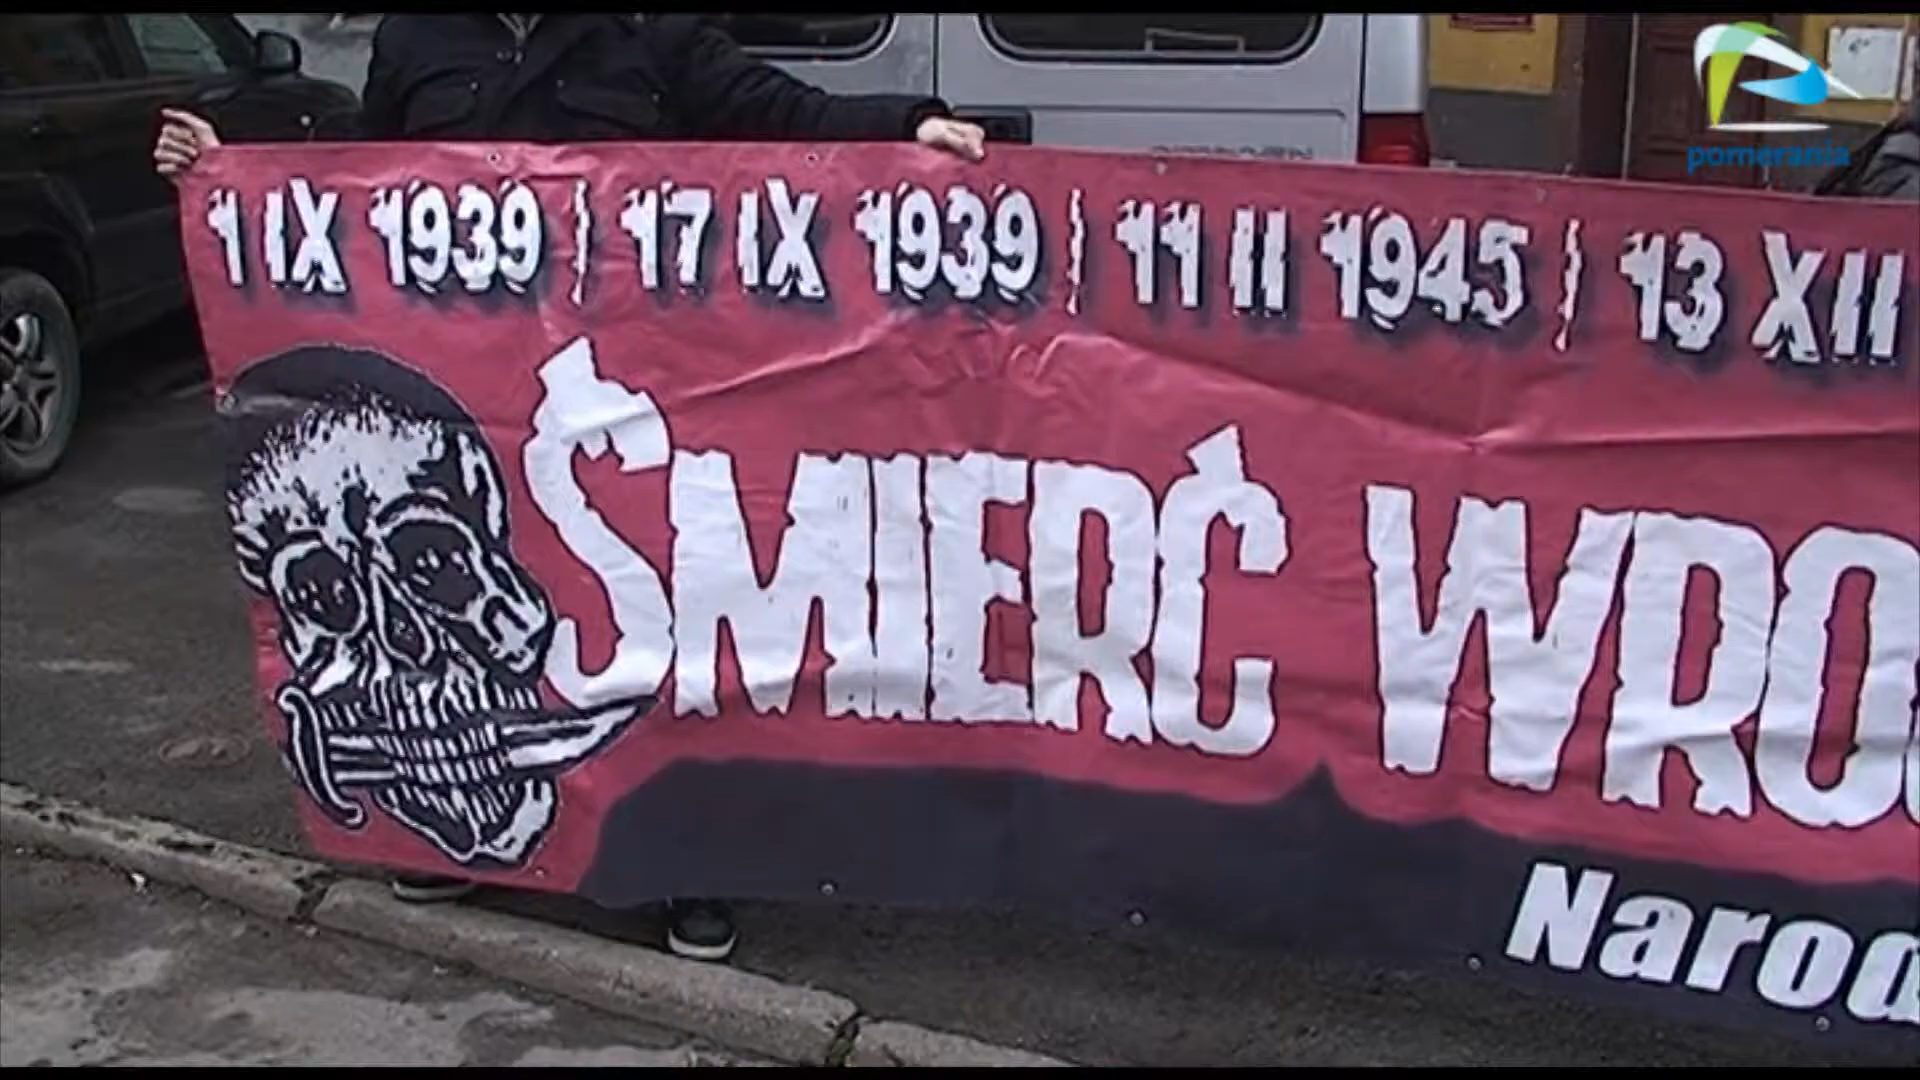 pomerania
1 IX 1939 | 17 IX 1939 | 11 II 1945 | 13 XII
ŚMIERĆ WRO
Narod